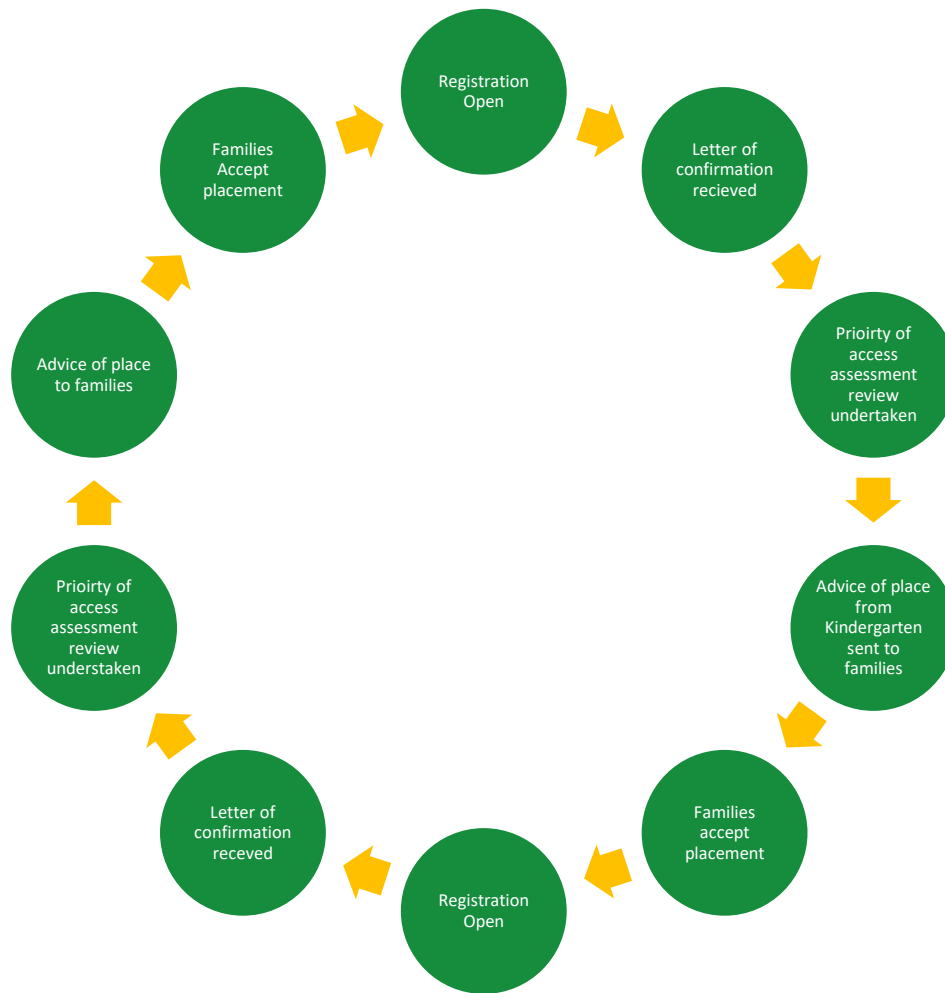 Registration
Open
Letter of
confirmation
recieved
Prioirty of
access
assessment
review
undertaken
Advice of place
from
Kindergarten
sent to
families
Families
accept
placement
Registration
Open
Letter of
confirmation
receved
Prioirty of
access
assessment
review
understaken
Advice of place
to families
Families
Accept
placement